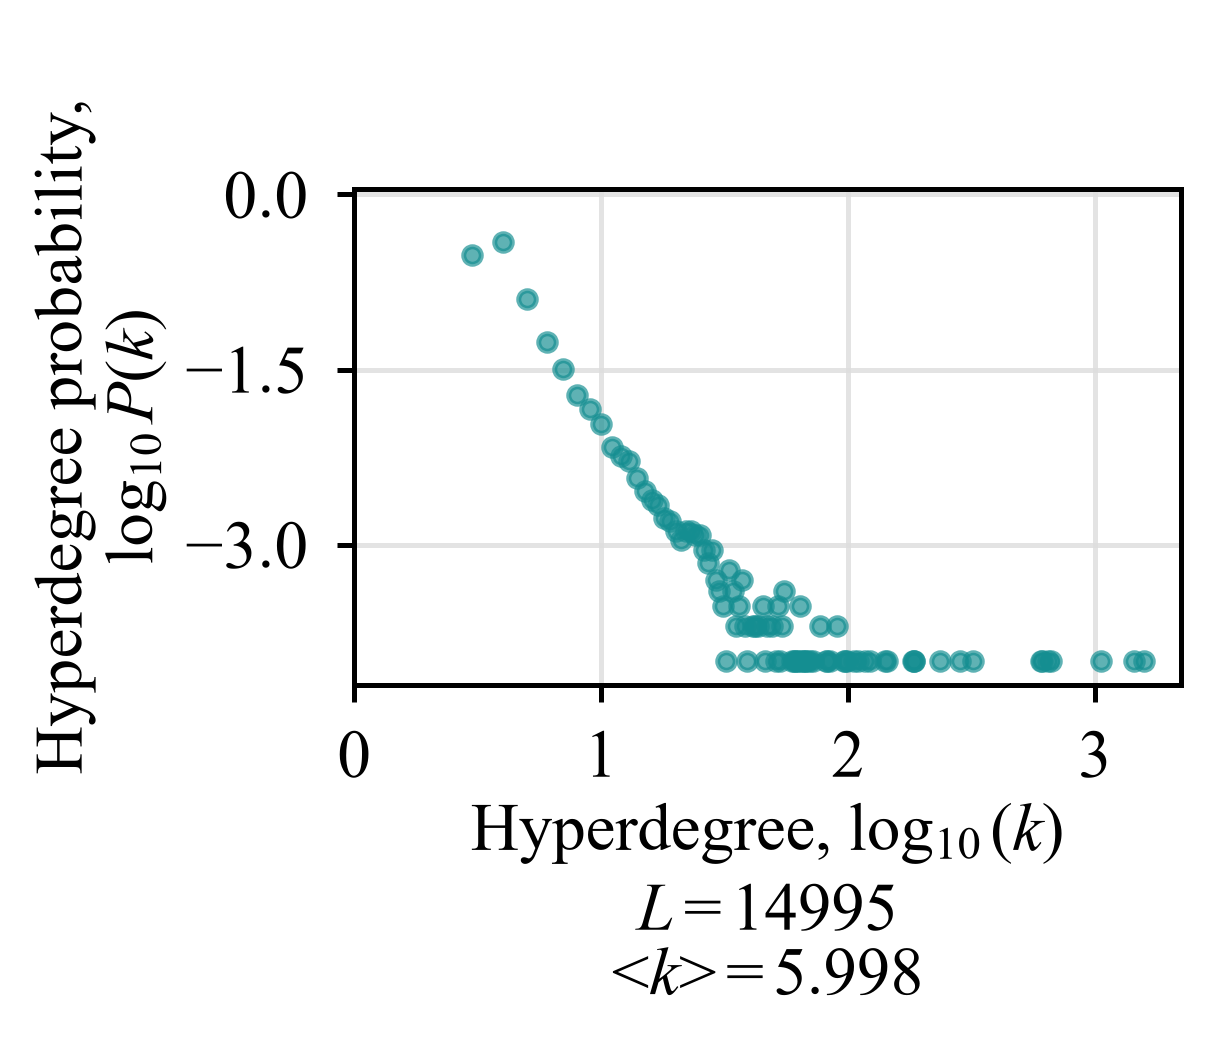 Hyperdegree probability,
log₁₀ P(k)
0.0
−1.5
−3.0
0
1
2
3
Hyperdegree, log₁₀ (k)
L = 14995
<k> = 5.998